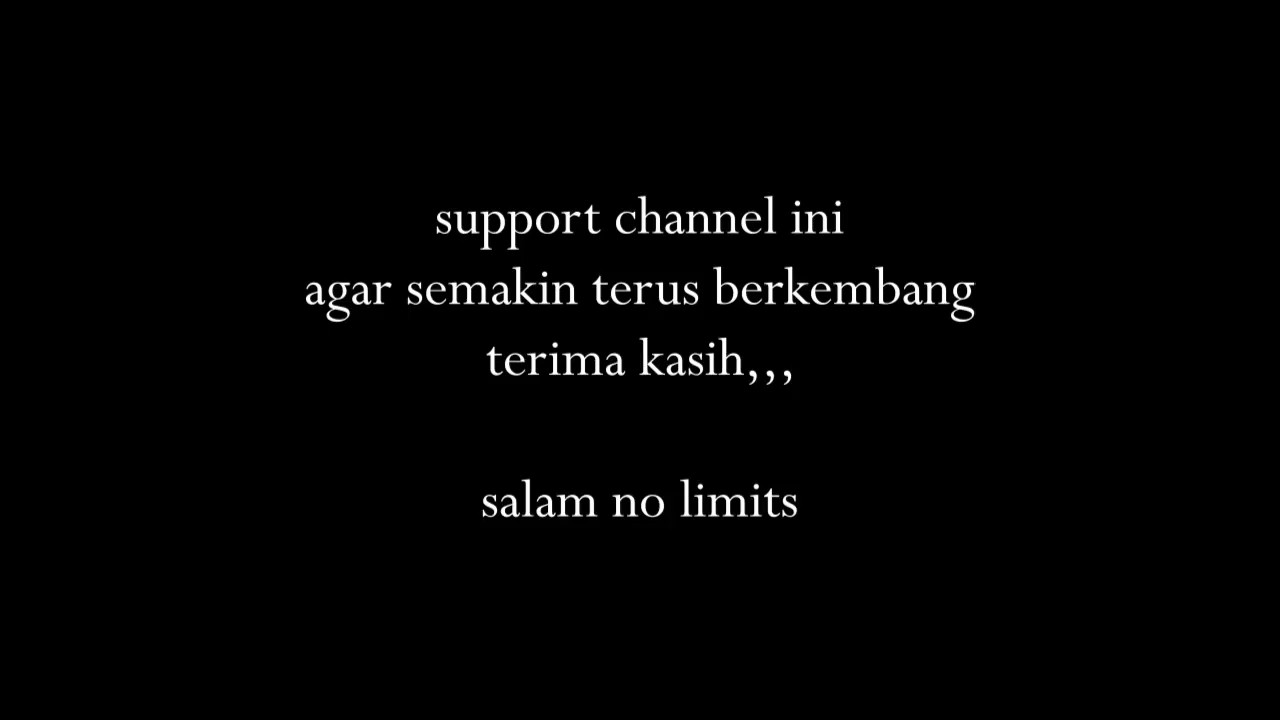 support channel ini
agar semakin terus berkembang
terima kasih,,,
salam no limits